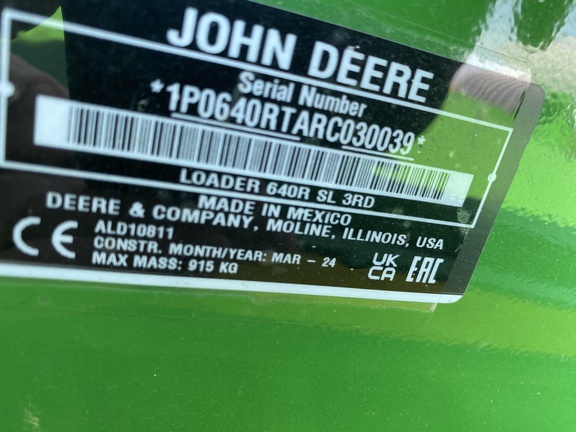 JOHN DEERE
Serial Number
*1P0640RTARC030039*
LOADER 640R SL 3RD
MADE IN MEXICO
DEERE & COMPANY, MOLINE, ILLINOIS, USA
ALD10811
CONSTR. MONTH/YEAR: MAR - 24
MAX MASS: 915 KG
CE
UK
CA
EAC